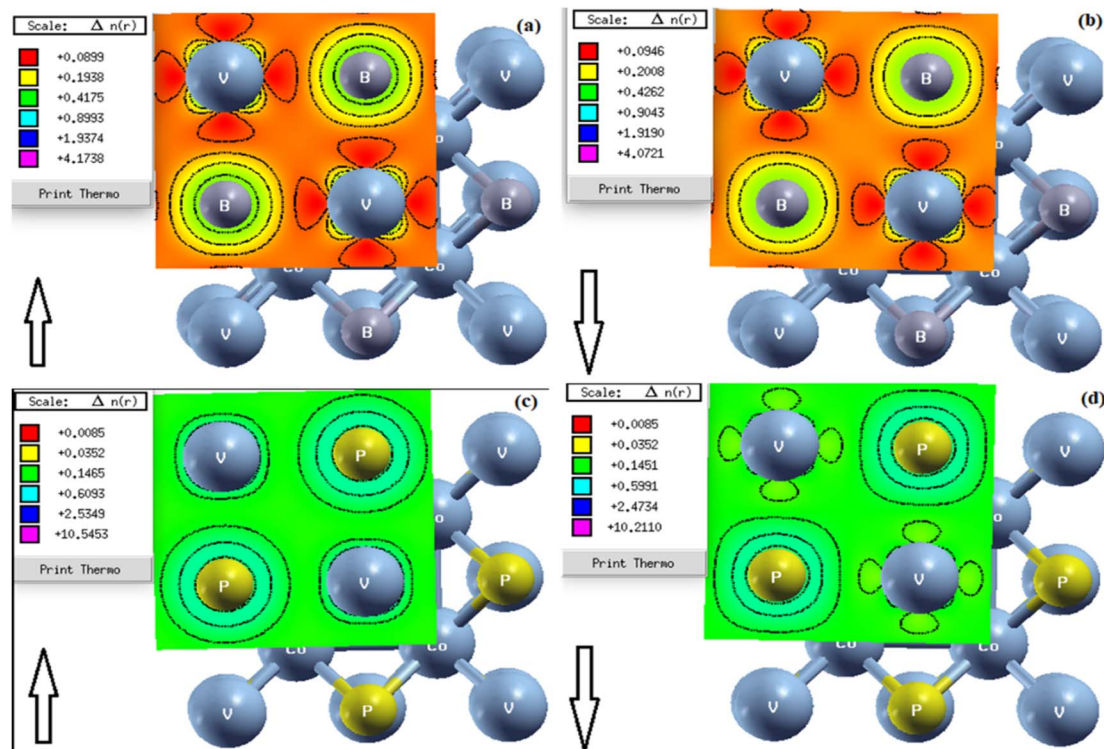 Scale: Δ n(r)
+0.0899
+0.1938
+0.4175
+0.8993
+1.9374
+4.1738
Print Thermo
(a)
V
B
V
B
V
B
Co
Co
V
B
V
Scale: Δ n(r)
+0.0946
+0.2008
+0.4262
+0.9043
+1.9190
+4.0721
Print Thermo
(b)
V
B
V
B
V
B
Co
Co
V
B
V
Scale: Δ n(r)
+0.0085
+0.0352
+0.1465
+0.6093
+2.5349
+10.5453
Print Thermo
(c)
V
P
V
P
V
P
Co
Co
V
P
V
Scale: Δ n(r)
+0.0085
+0.0352
+0.1451
+0.5991
+2.4734
+10.2110
Print Thermo
(d)
V
P
V
P
V
P
Co
Co
V
P
V